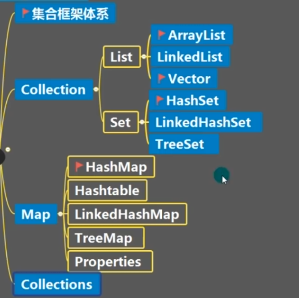 集合框架体系
ArrayList
List
LinkedList
Vector
Collection
HashSet
Set
LinkedHashSet
TreeSet
HashMap
Hashtable
Map
LinkedHashMap
TreeMap
Properties
Collections